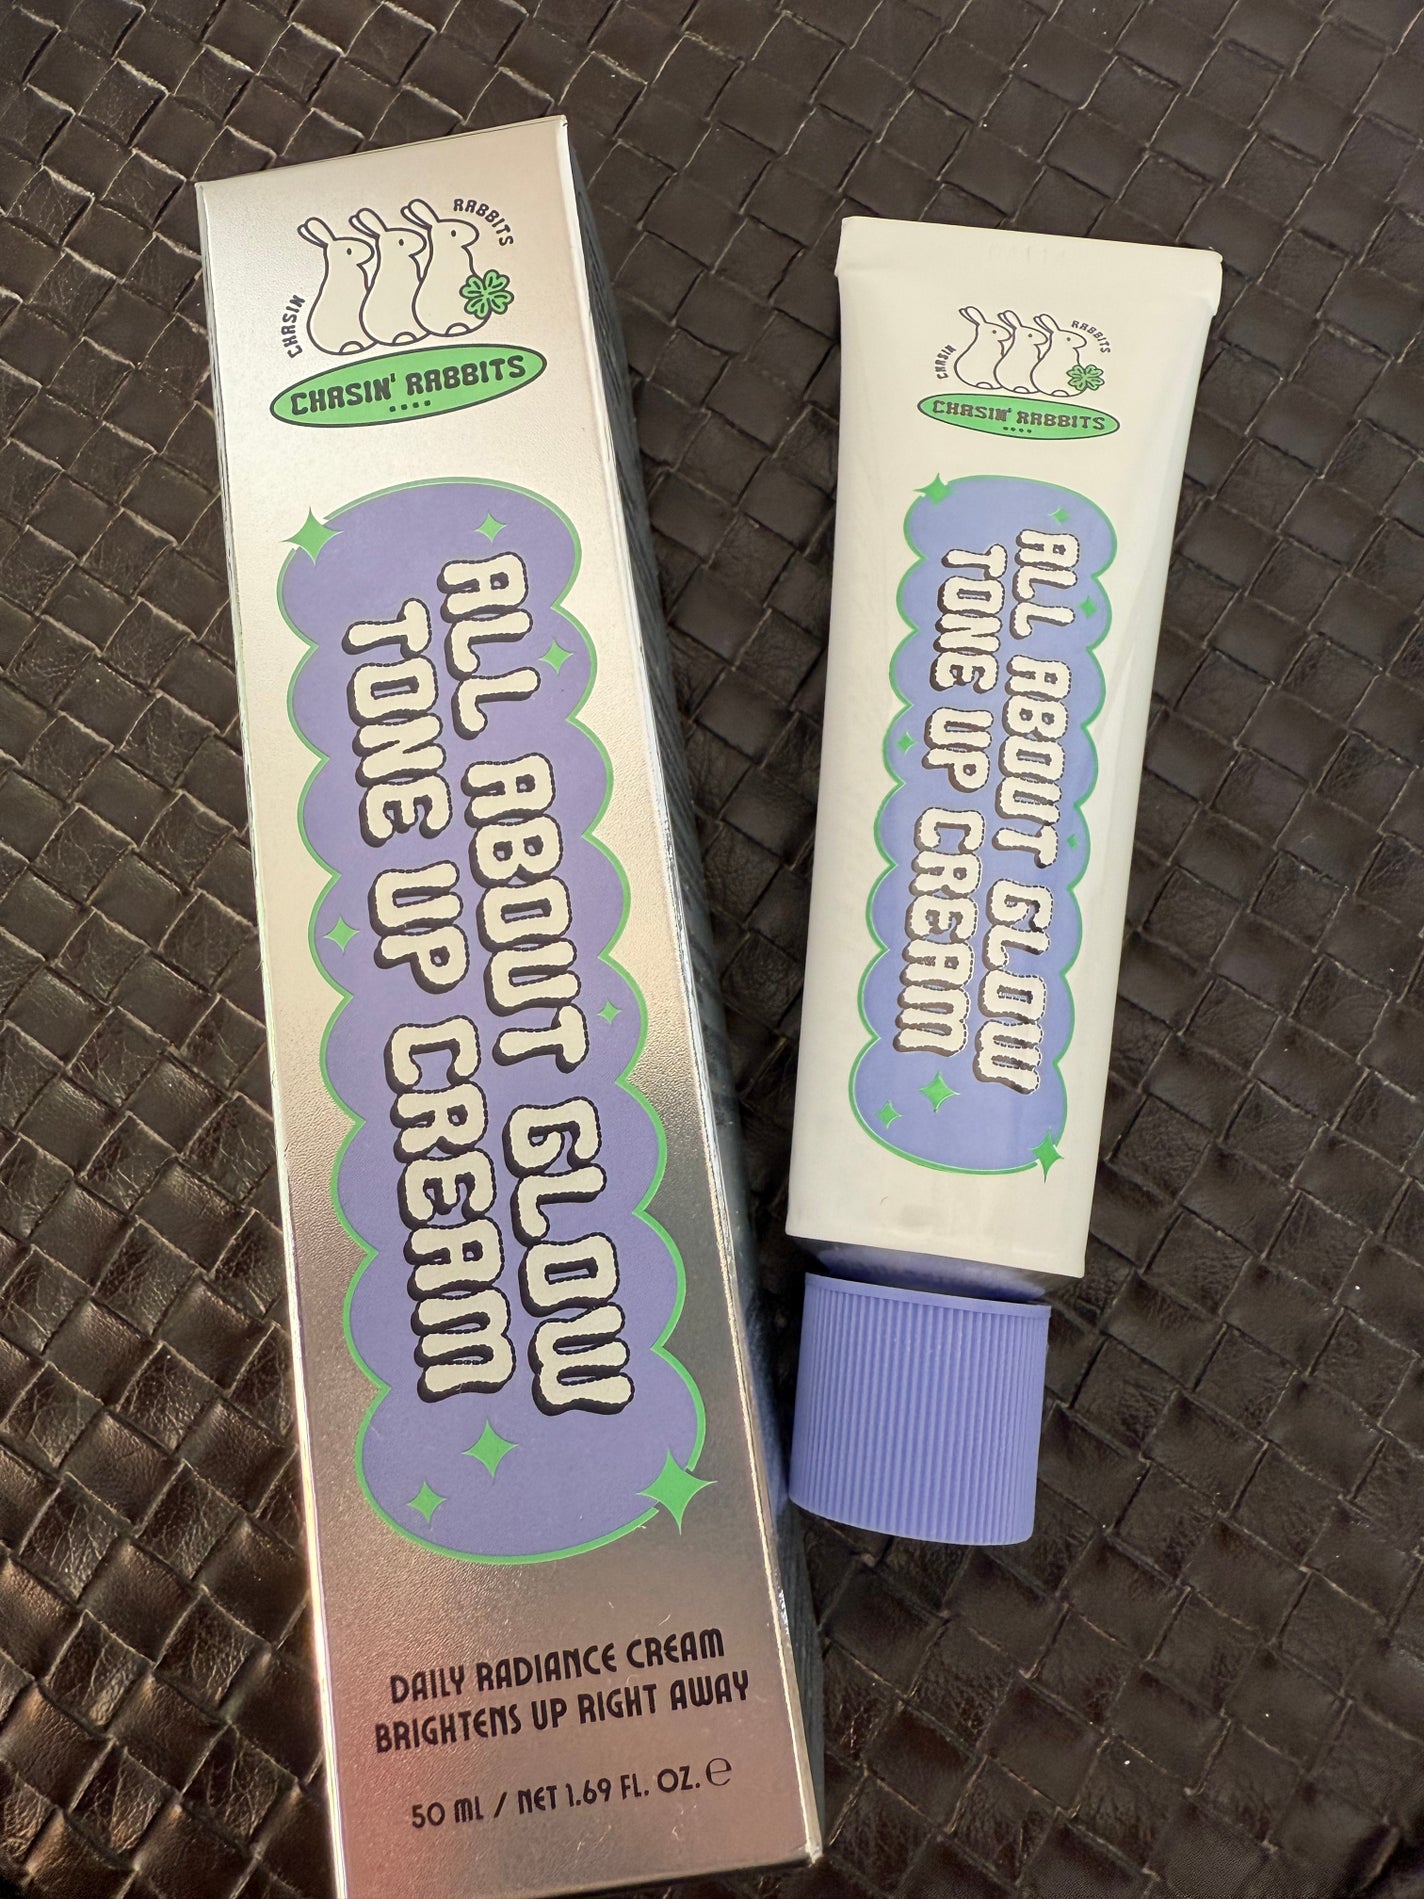 CHASIN RABBITS
CHASIN' RABBITS
ALL ABOUT GLOW
TONE UP CREAM
DAILY RADIANCE CREAM
BRIGHTENS UP RIGHT AWAY
50 ML / NET 1.69 FL. OZ. ℮
CHASIN RABBITS
CHASIN' RABBITS
ALL ABOUT GLOW
TONE UP CREAM